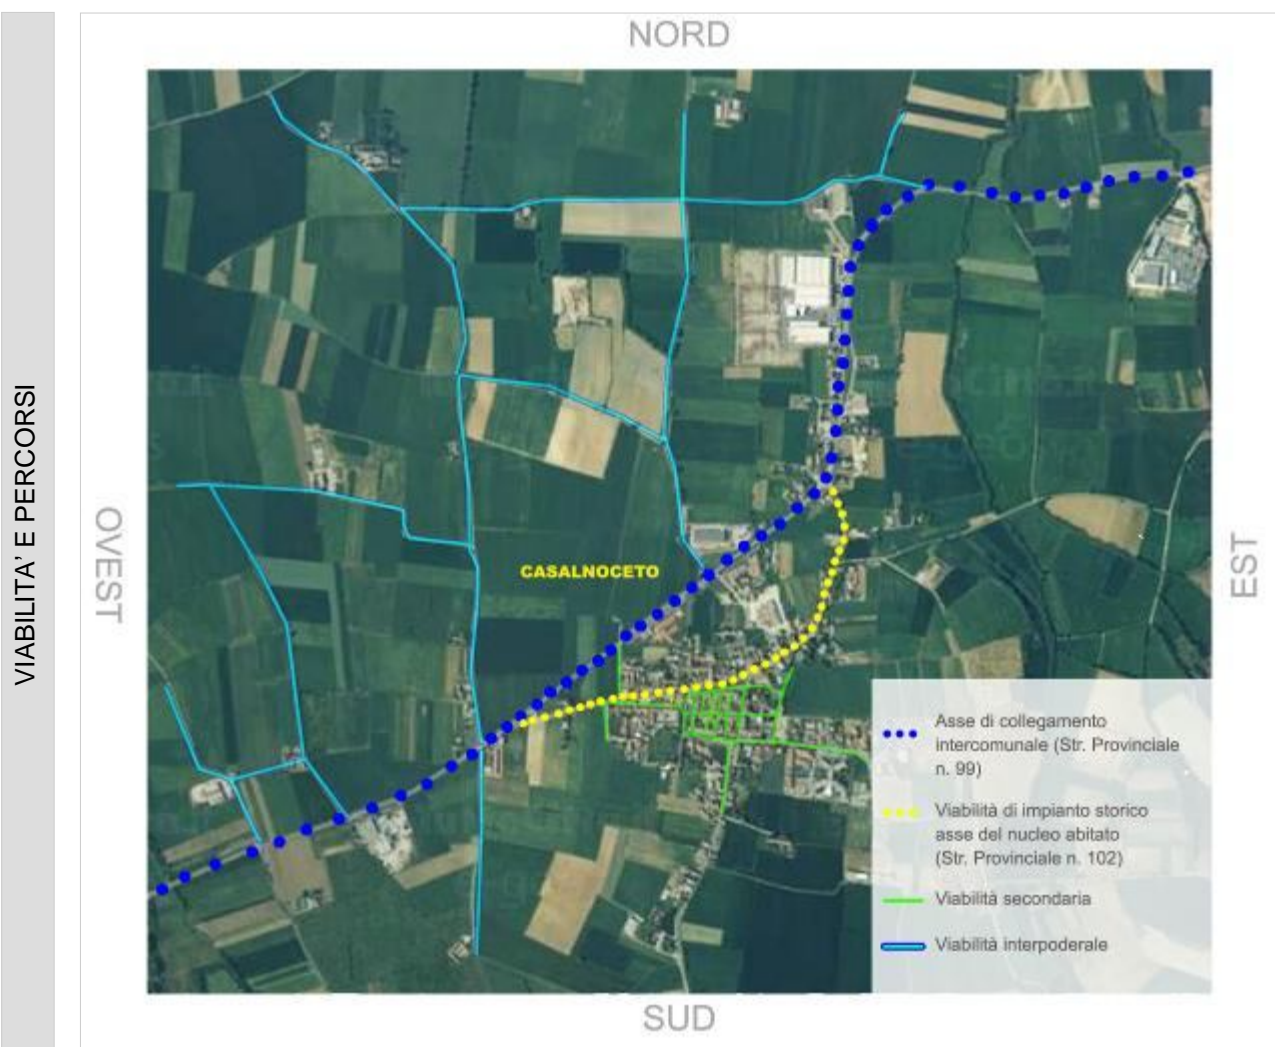 VIABILITA’ E PERCORSI
NORD
OVEST
EST
CASALNOCETO
Asse di collegamento
intercomunale (Str. Provinciale
n. 99)
Viabilità di impianto storico
asse del nucleo abitato
(Str. Provinciale n. 102)
Viabilità secondaria
Viabilità interpoderale
SUD